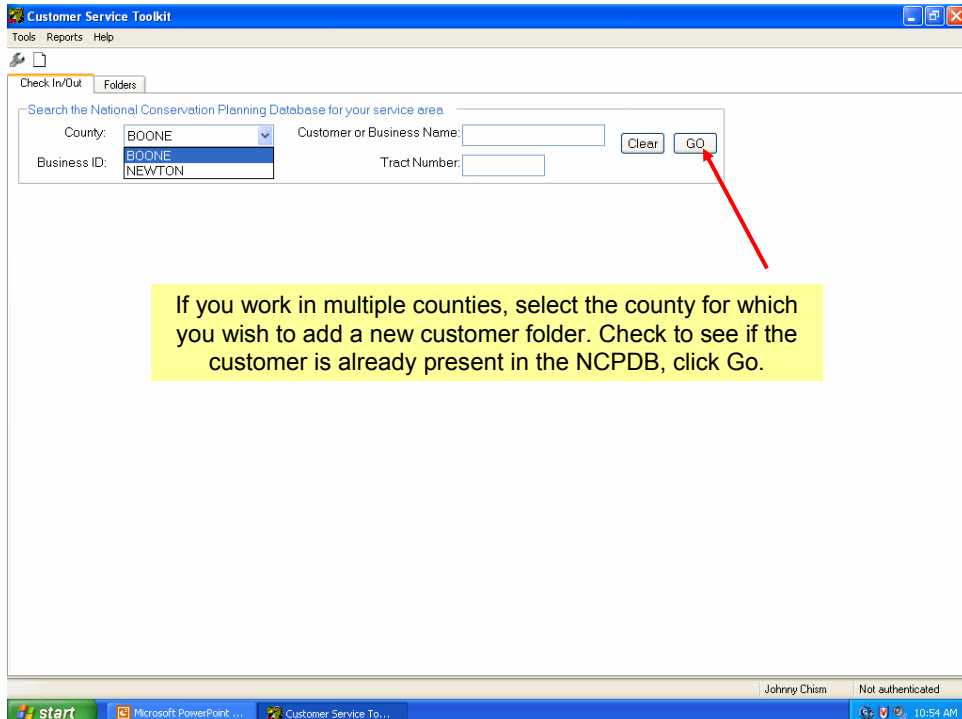 Customer Service Toolkit
Tools Reports Help
Check In/Out Folders
Search the National Conservation Planning Database for your service area
County: BOONE Customer or Business Name: Clear GO
BOONE
Business ID: NEWTON Tract Number:
If you work in multiple counties, select the county for which
you wish to add a new customer folder. Check to see if the
customer is already present in the NCPDB, click Go.
Johnny Chism Not authenticated
start Microsoft PowerPoint ... Customer Service To... 10:54 AM